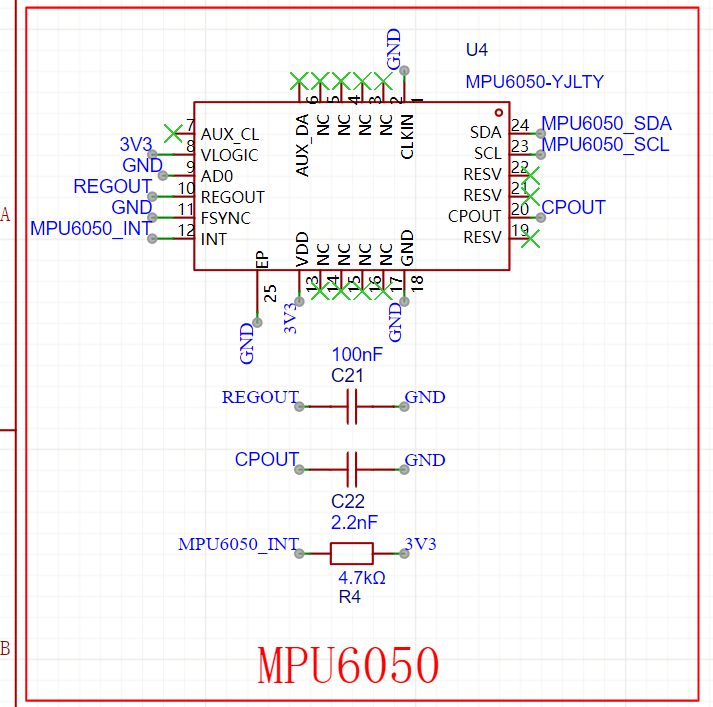 GND
U4
MPU6050-YJLTY
6 5 4 3 2 1
AUX_DA NC NC NC NC CLKIN
7 AUX_CL
3V3 8 VLOGIC
GND 9 AD0
REGOUT 10 REGOUT
GND 11 FSYNC
MPU6050_INT 12 INT
SDA 24 MPU6050_SDA
SCL 23 MPU6050_SCL
RESV 22
RESV 21
CPOUT 20 CPOUT
RESV 19
EP VDD NC NC NC NC GND
25 13 14 15 16 17 18
GND 3V3 GND
100nF
C21
REGOUT GND
CPOUT GND
C22
2.2nF
MPU6050_INT 3V3
4.7kΩ
R4
MPU6050
A
B